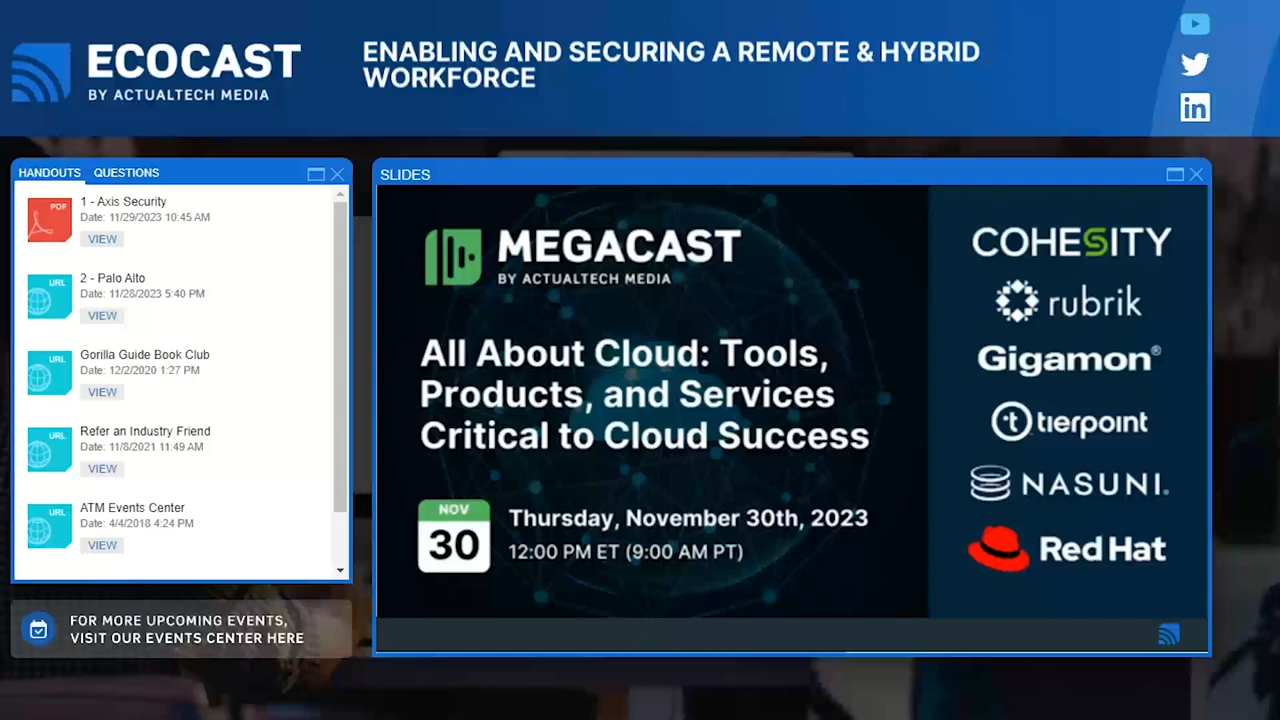 ECOCAST
BY ACTUALTECH MEDIA
ENABLING AND SECURING A REMOTE & HYBRID
WORKFORCE
in
HANDOUTS QUESTIONS
PDF
1 - Axis Security
Date: 11/29/2023 10:45 AM
VIEW
URL
2 - Palo Alto
Date: 11/28/2023 5:40 PM
VIEW
URL
Gorilla Guide Book Club
Date: 12/2/2020 1:27 PM
VIEW
URL
Refer an Industry Friend
Date: 11/8/2021 11:49 AM
VIEW
URL
ATM Events Center
Date: 4/4/2018 4:24 PM
VIEW
FOR MORE UPCOMING EVENTS,
VISIT OUR EVENTS CENTER HERE
SLIDES
MEGACAST
BY ACTUALTECH MEDIA
All About Cloud: Tools,
Products, and Services
Critical to Cloud Success
NOV
30
Thursday, November 30th, 2023
12:00 PM ET (9:00 AM PT)
COHESITY
rubrik
Gigamon®
t tierpoint
NASUNI.
Red Hat